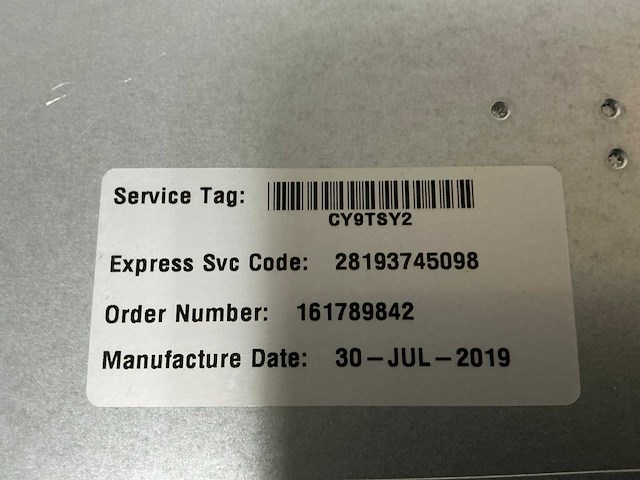 Service Tag:
CY9TSY2
Express Svc Code: 28193745098
Order Number: 161789842
Manufacture Date: 30-JUL-2019